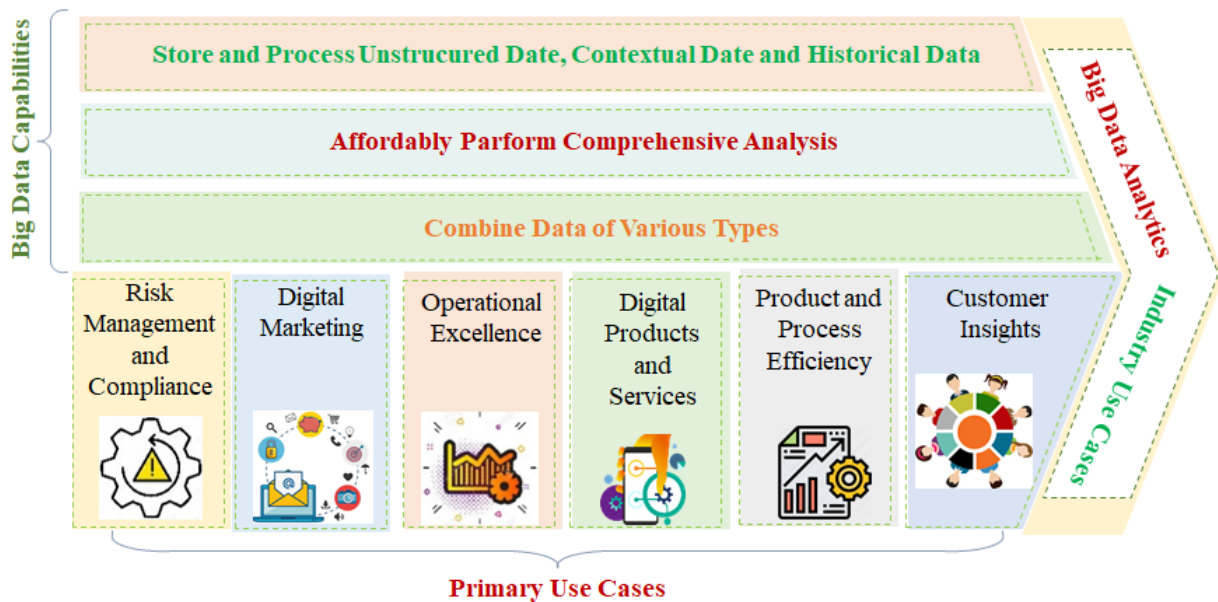 Big Data Capabilities
Store and Process Unstrucured Date, Contextual Date and Historical Data
Affordably Parform Comprehensive Analysis
Combine Data of Various Types
Big Data Analytics
Industry Use Cases
Risk
Management
and
Compliance
Digital
Marketing
Operational
Excellence
Digital
Products
and
Services
Product and
Process
Efficiency
Customer
Insights
@
Primary Use Cases